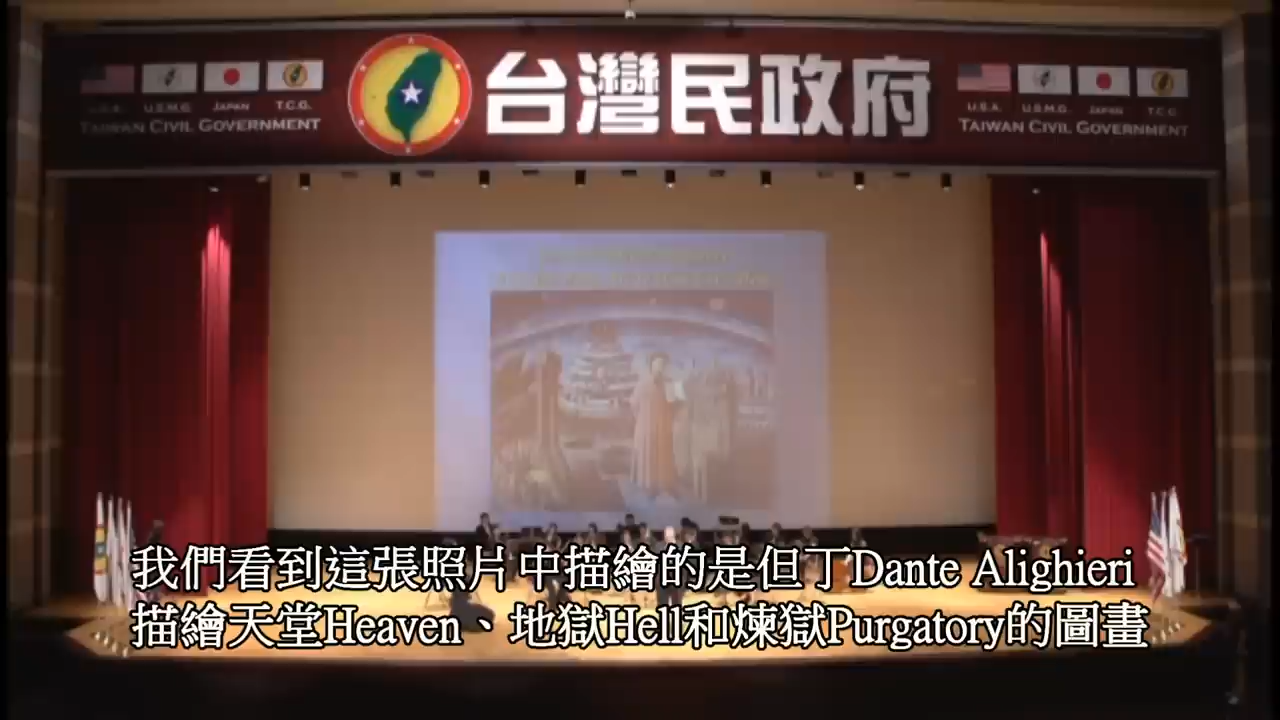 台灣民政府
U.S.A. U.S.M.G. JAPAN T.C.G.
TAIWAN CIVIL GOVERNMENT
U.S.A. U.S.M.G. JAPAN T.C.G.
TAIWAN CIVIL GOVERNMENT
我們看到這張照片中描繪的是但丁Dante Alighieri
描繪天堂Heaven、地獄Hell和煉獄Purgatory的圖畫